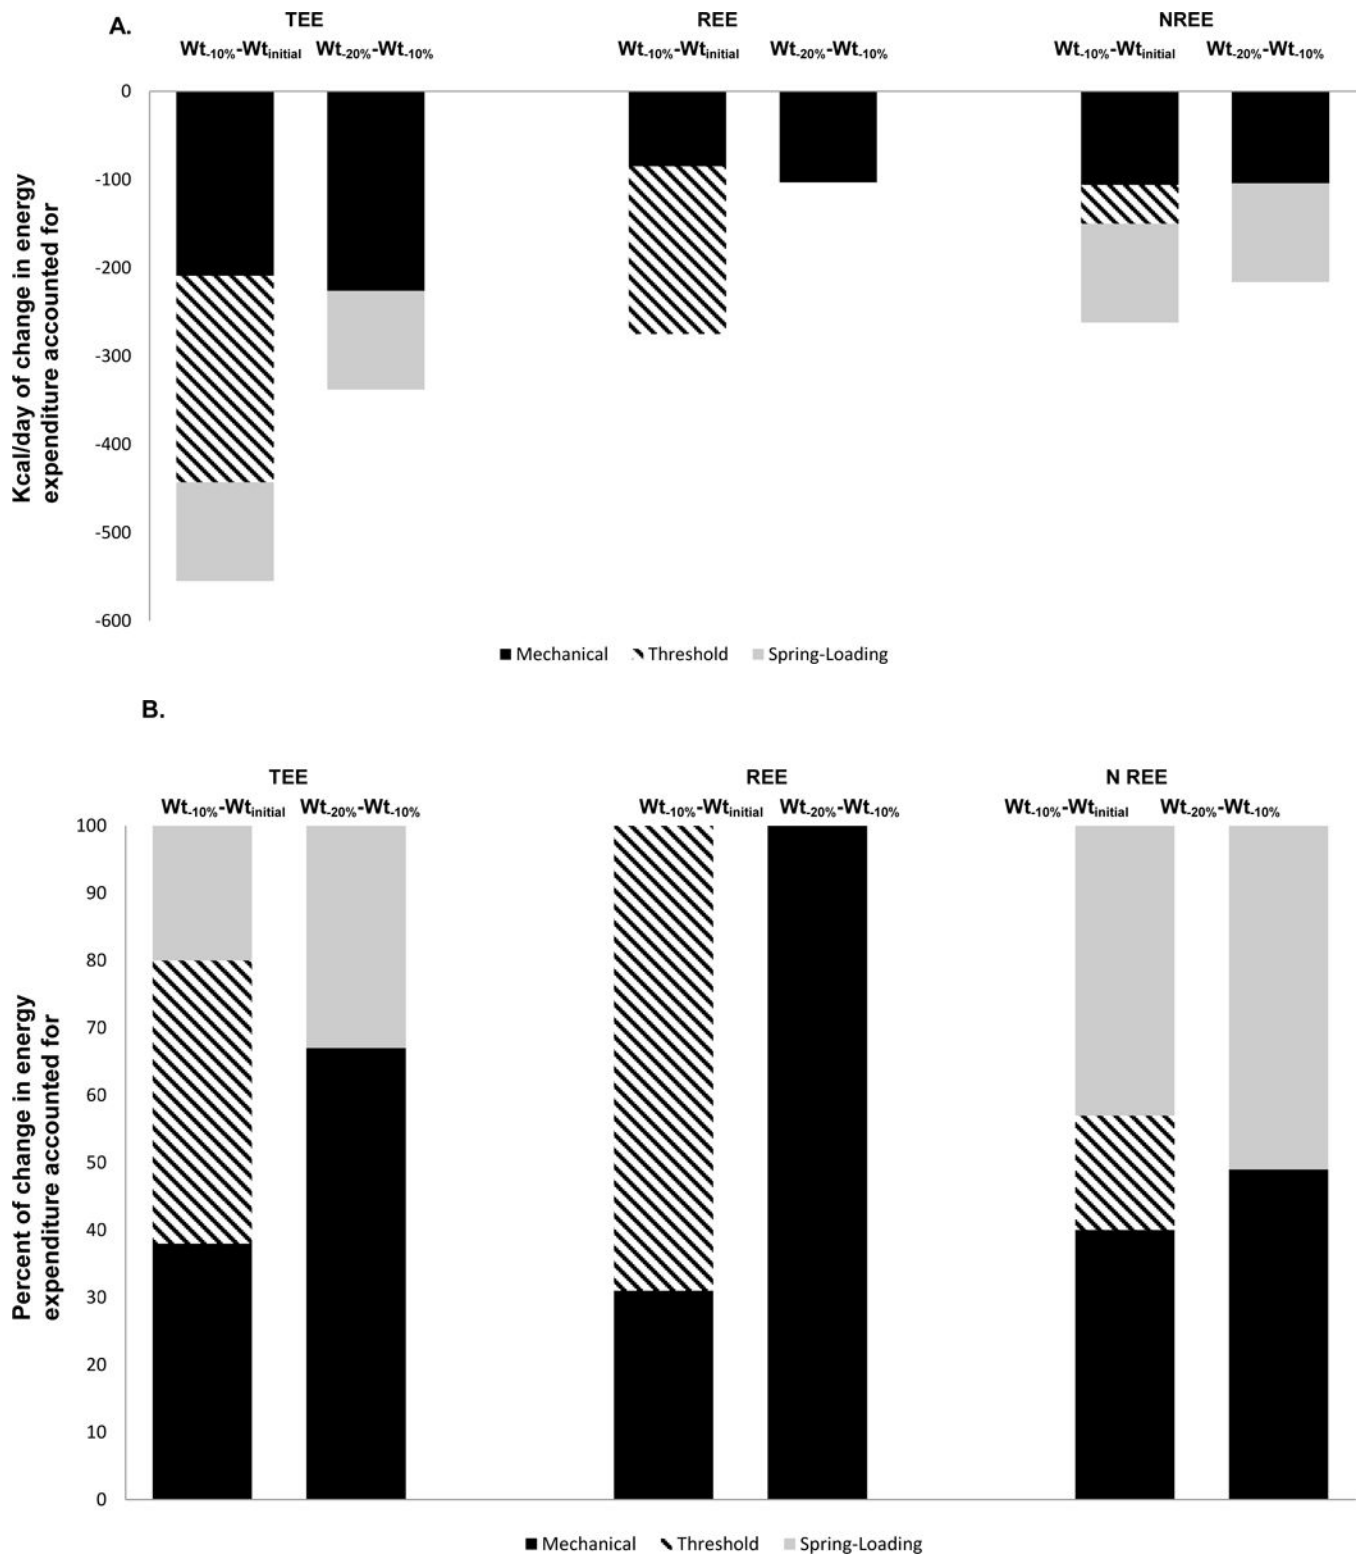 A.
TEE REE NREE
Wt-10%-Wtinitial Wt-20%-Wt-10% Wt-10%-Wtinitial Wt-20%-Wt-10% Wt-10%-Wtinitial Wt-20%-Wt-10%
0
-100
-200
-300
-400
-500
-600
Kcal/day of change in energy
expenditure accounted for
Mechanical Threshold Spring-Loading
B.
TEE REE N REE
Wt-10%-Wtinitial Wt-20%-Wt-10% Wt-10%-Wtinitial Wt-20%-Wt-10% Wt-10%-Wtinitial Wt-20%-Wt-10%
100
90
80
70
60
50
40
30
20
10
0
Percent of change in energy
expenditure accounted for
Mechanical Threshold Spring-Loading